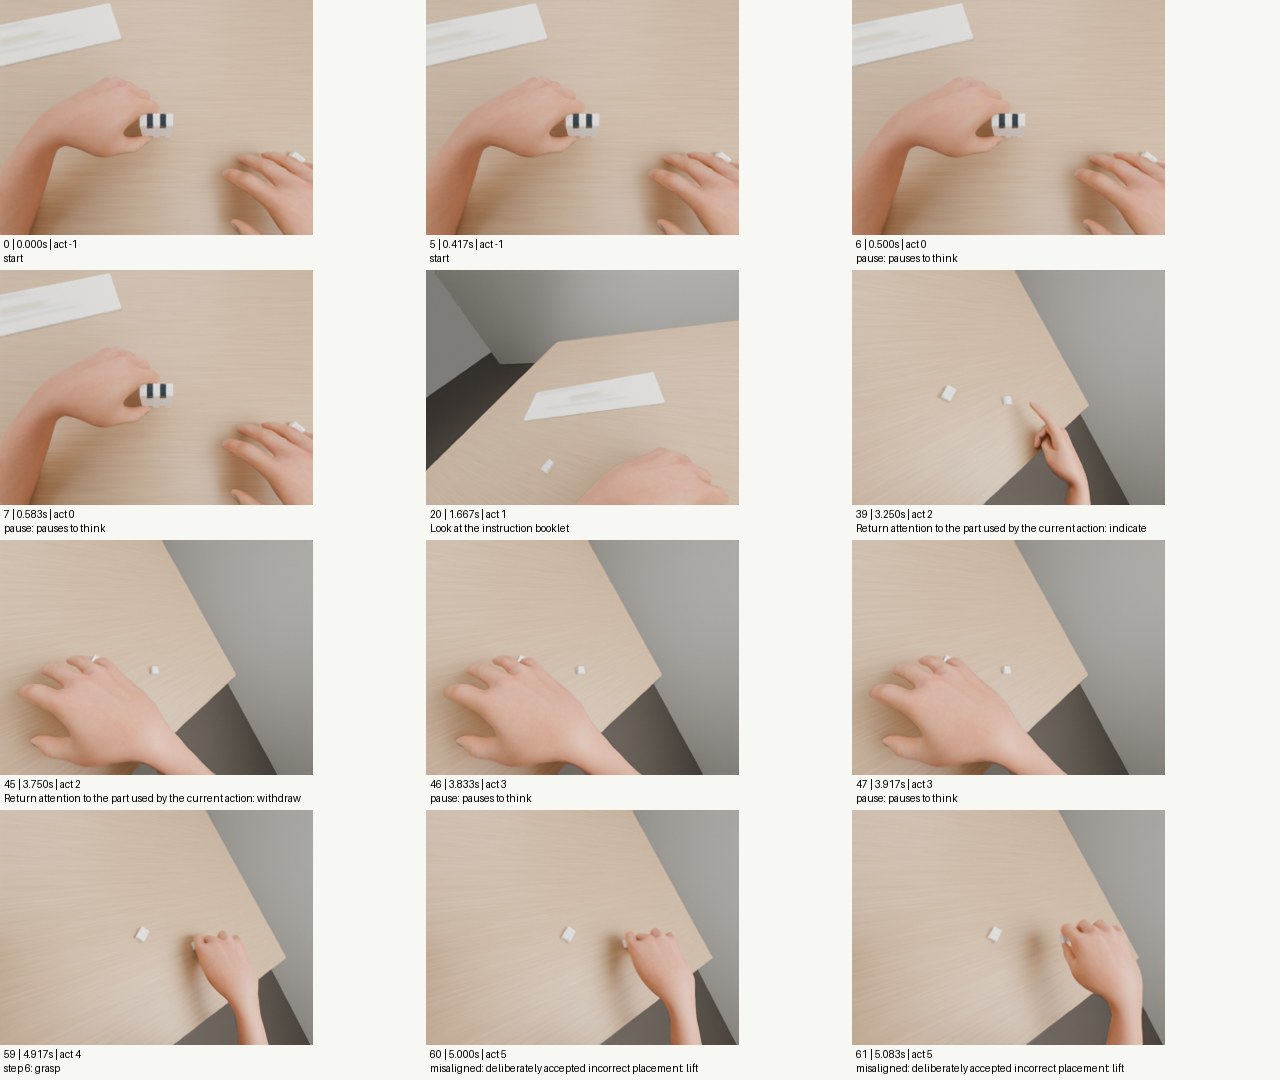 0 | 0.000s | act -1
start
5 | 0.417s | act -1
start
6 | 0.500s | act 0
pause: pauses to think
7 | 0.583s | act 0
pause: pauses to think
20 | 1.667s | act 1
Look at the instruction booklet
39 | 3.250s | act 2
Return attention to the part used by the current action: indicate
45 | 3.750s | act 2
Return attention to the part used by the current action: withdraw
46 | 3.833s | act 3
pause: pauses to think
47 | 3.917s | act 3
pause: pauses to think
59 | 4.917s | act 4
step 6: grasp
60 | 5.000s | act 5
misaligned: deliberately accepted incorrect placement: lift
61 | 5.083s | act 5
misaligned: deliberately accepted incorrect placement: lift